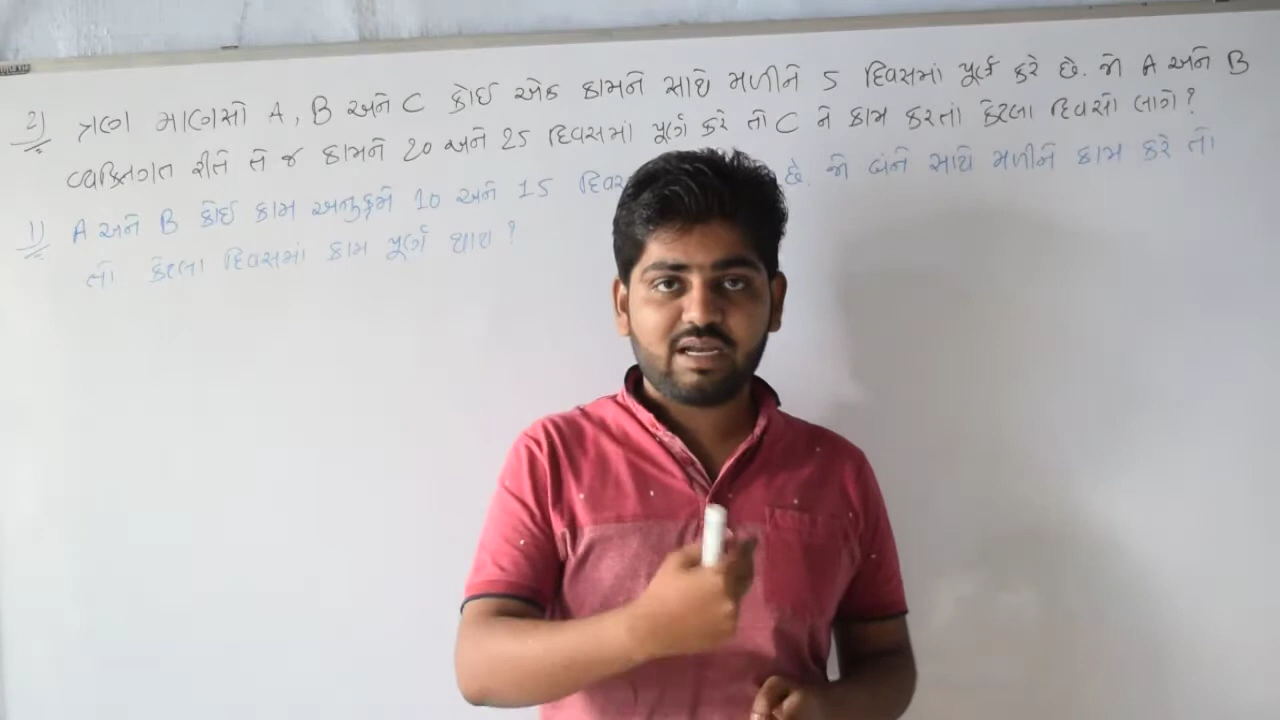 2) ત્રણ માણસો A, B અને C કોઈ એક કામને સાથે મળીને 5 દિવસમાં પૂર્ણ કરે છે. જો A અને B
વ્યક્તિગત રીતે તે જ કામને 20 અને 25 દિવસમાં પૂર્ણ કરે તો C ને કામ કરતાં કેટલા દિવસો લાગે?
1) A અને B કોઈ કામ અનુક્રમે 10 અને 15 છે. જો બંને સાથે મળીને કામ કરે તો
તો કેટલા દિવસમાં કામ પૂર્ણ થાય?